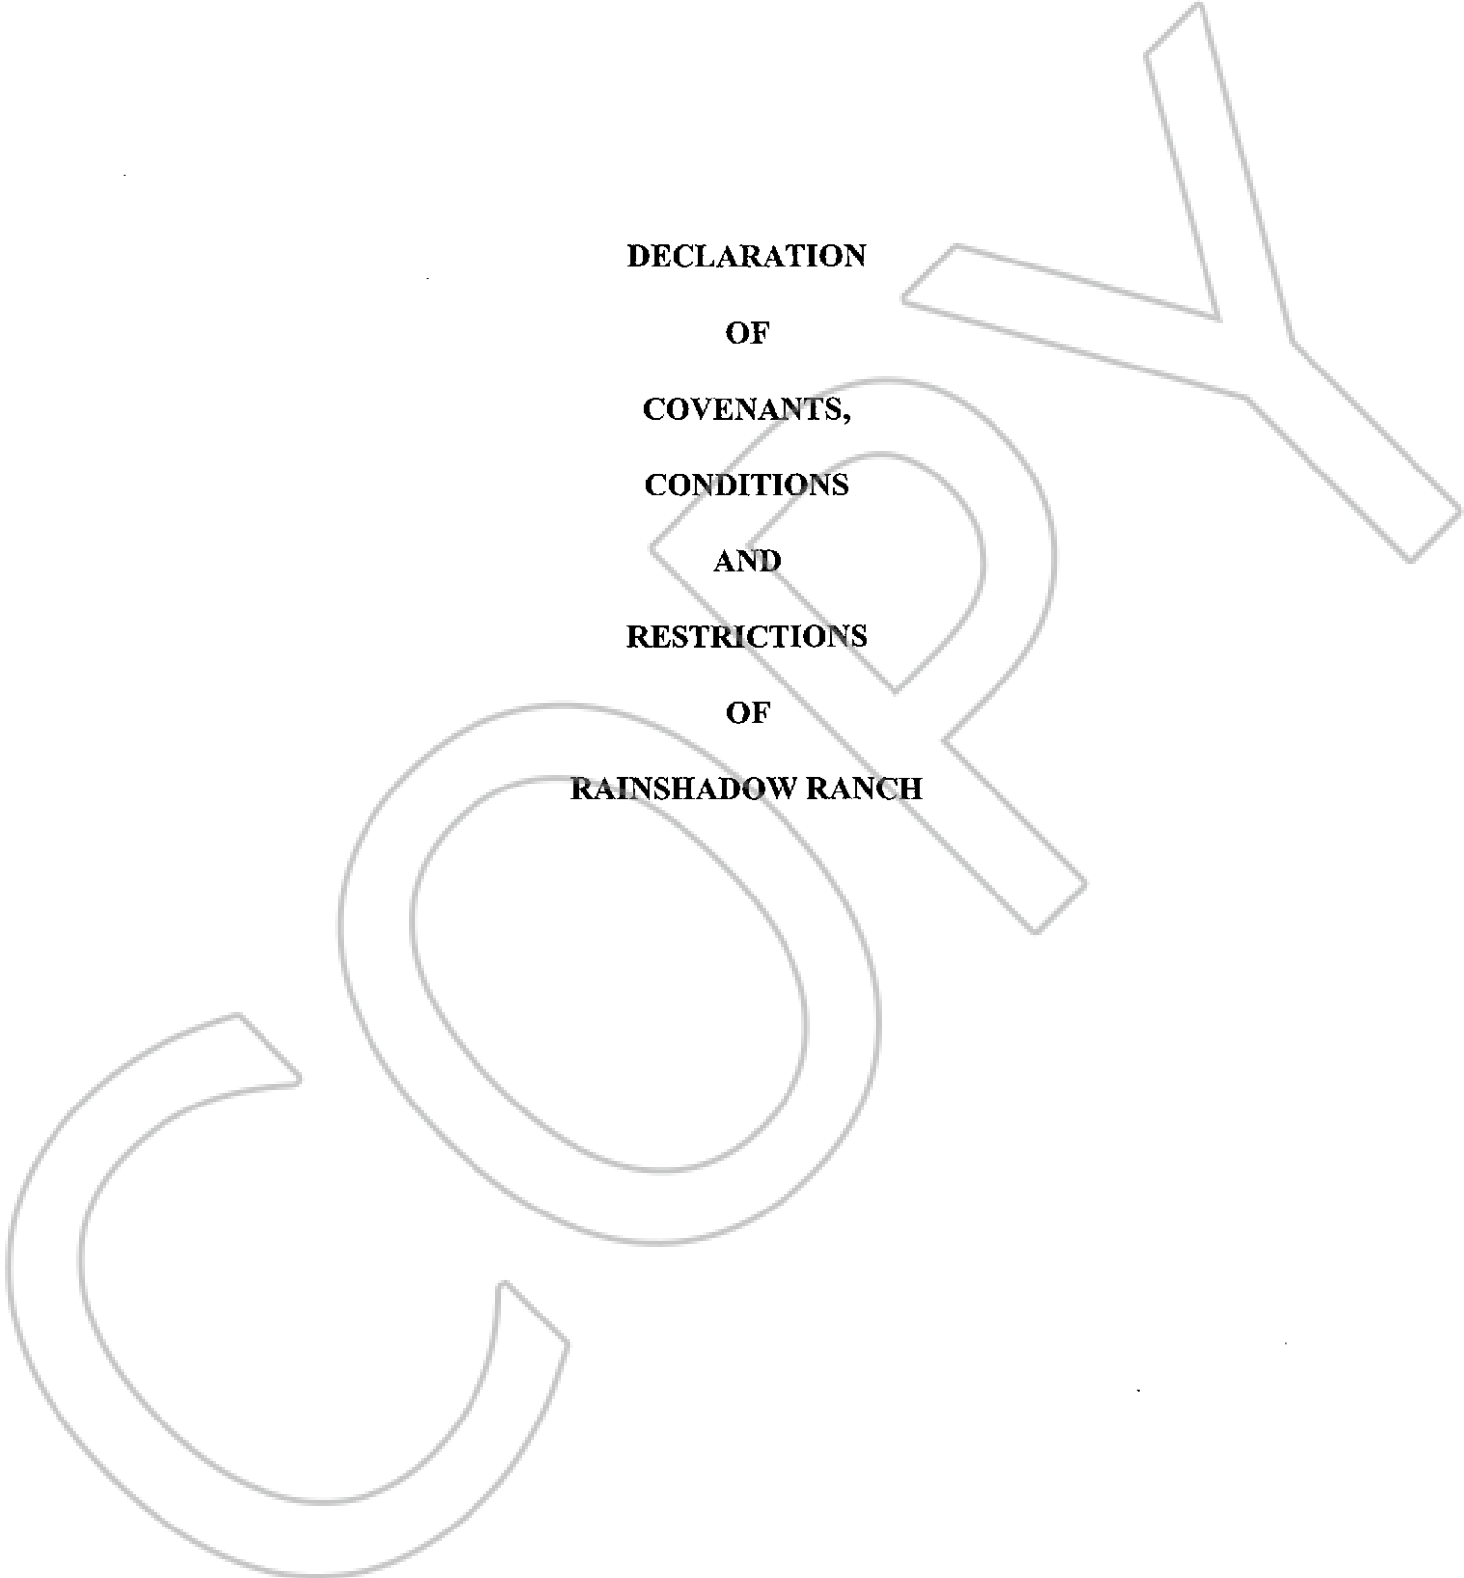 DECLARATION
OF
COVENANTS,
CONDITIONS
AND
RESTRICTIONS
OF
RAINSHADOW RANCH
COPY